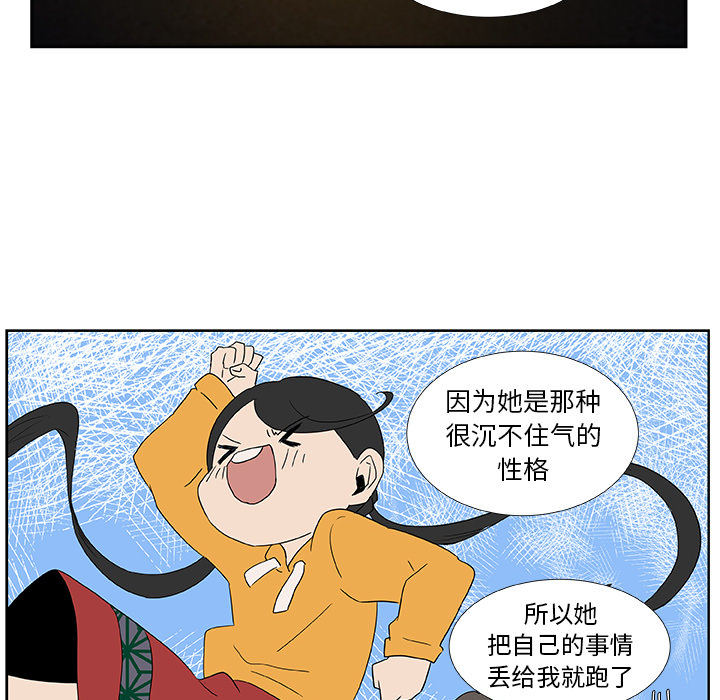 因为她是那种
很沉不住气的
性格
所以她
把自己的事情
丢给我就跑了